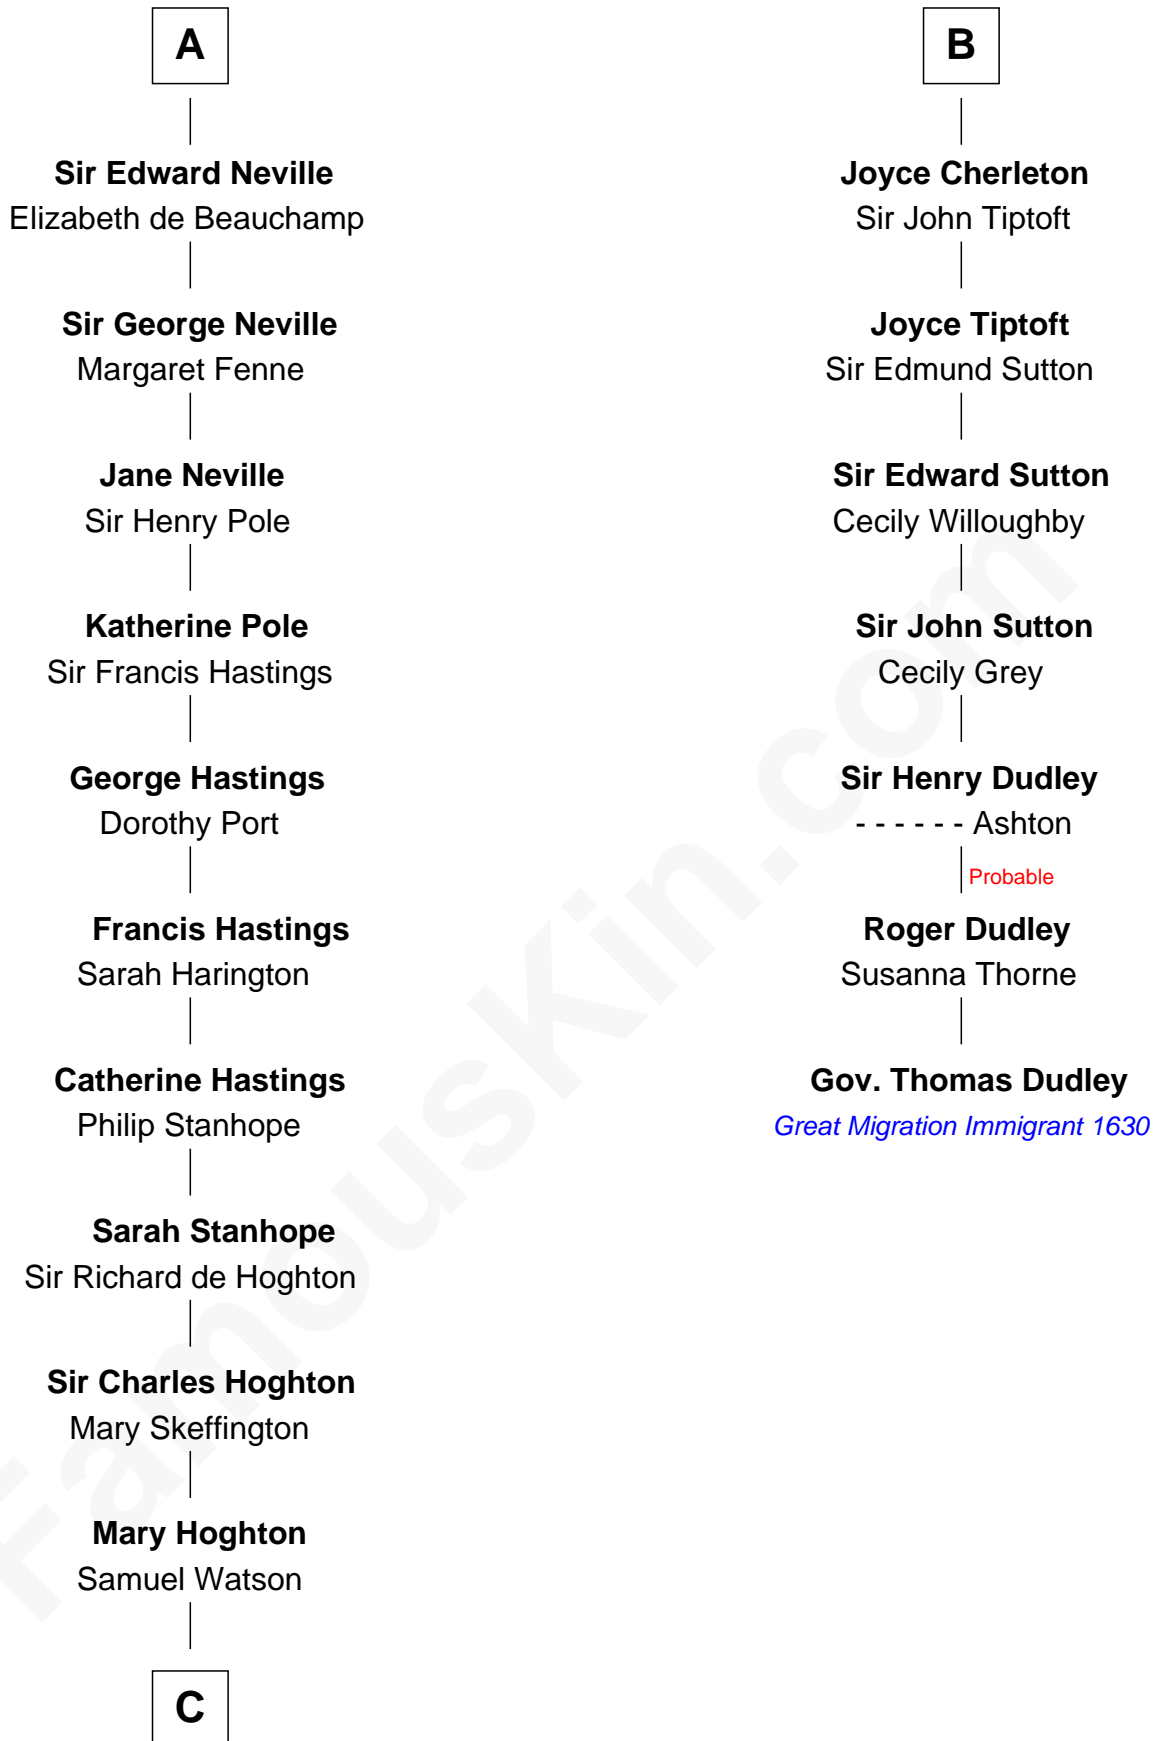 A
Sir Edward Neville
Elizabeth de Beauchamp
Sir George Neville
Margaret Fenne
Jane Neville
Sir Henry Pole
Katherine Pole
Sir Francis Hastings
George Hastings
Dorothy Port
Francis Hastings
Sarah Harington
Catherine Hastings
Philip Stanhope
Sarah Stanhope
Sir Richard de Hoghton
Sir Charles Hoghton
Mary Skeffington
Mary Hoghton
Samuel Watson
C
B
Joyce Cherleton
Sir John Tiptoft
Joyce Tiptoft
Sir Edmund Sutton
Sir Edward Sutton
Cecily Willoughby
Sir John Sutton
Cecily Grey
Sir Henry Dudley
- - - - - - Ashton
Probable
Roger Dudley
Susanna Thorne
Gov. Thomas Dudley
Great Migration Immigrant 1630
FamousKin.com